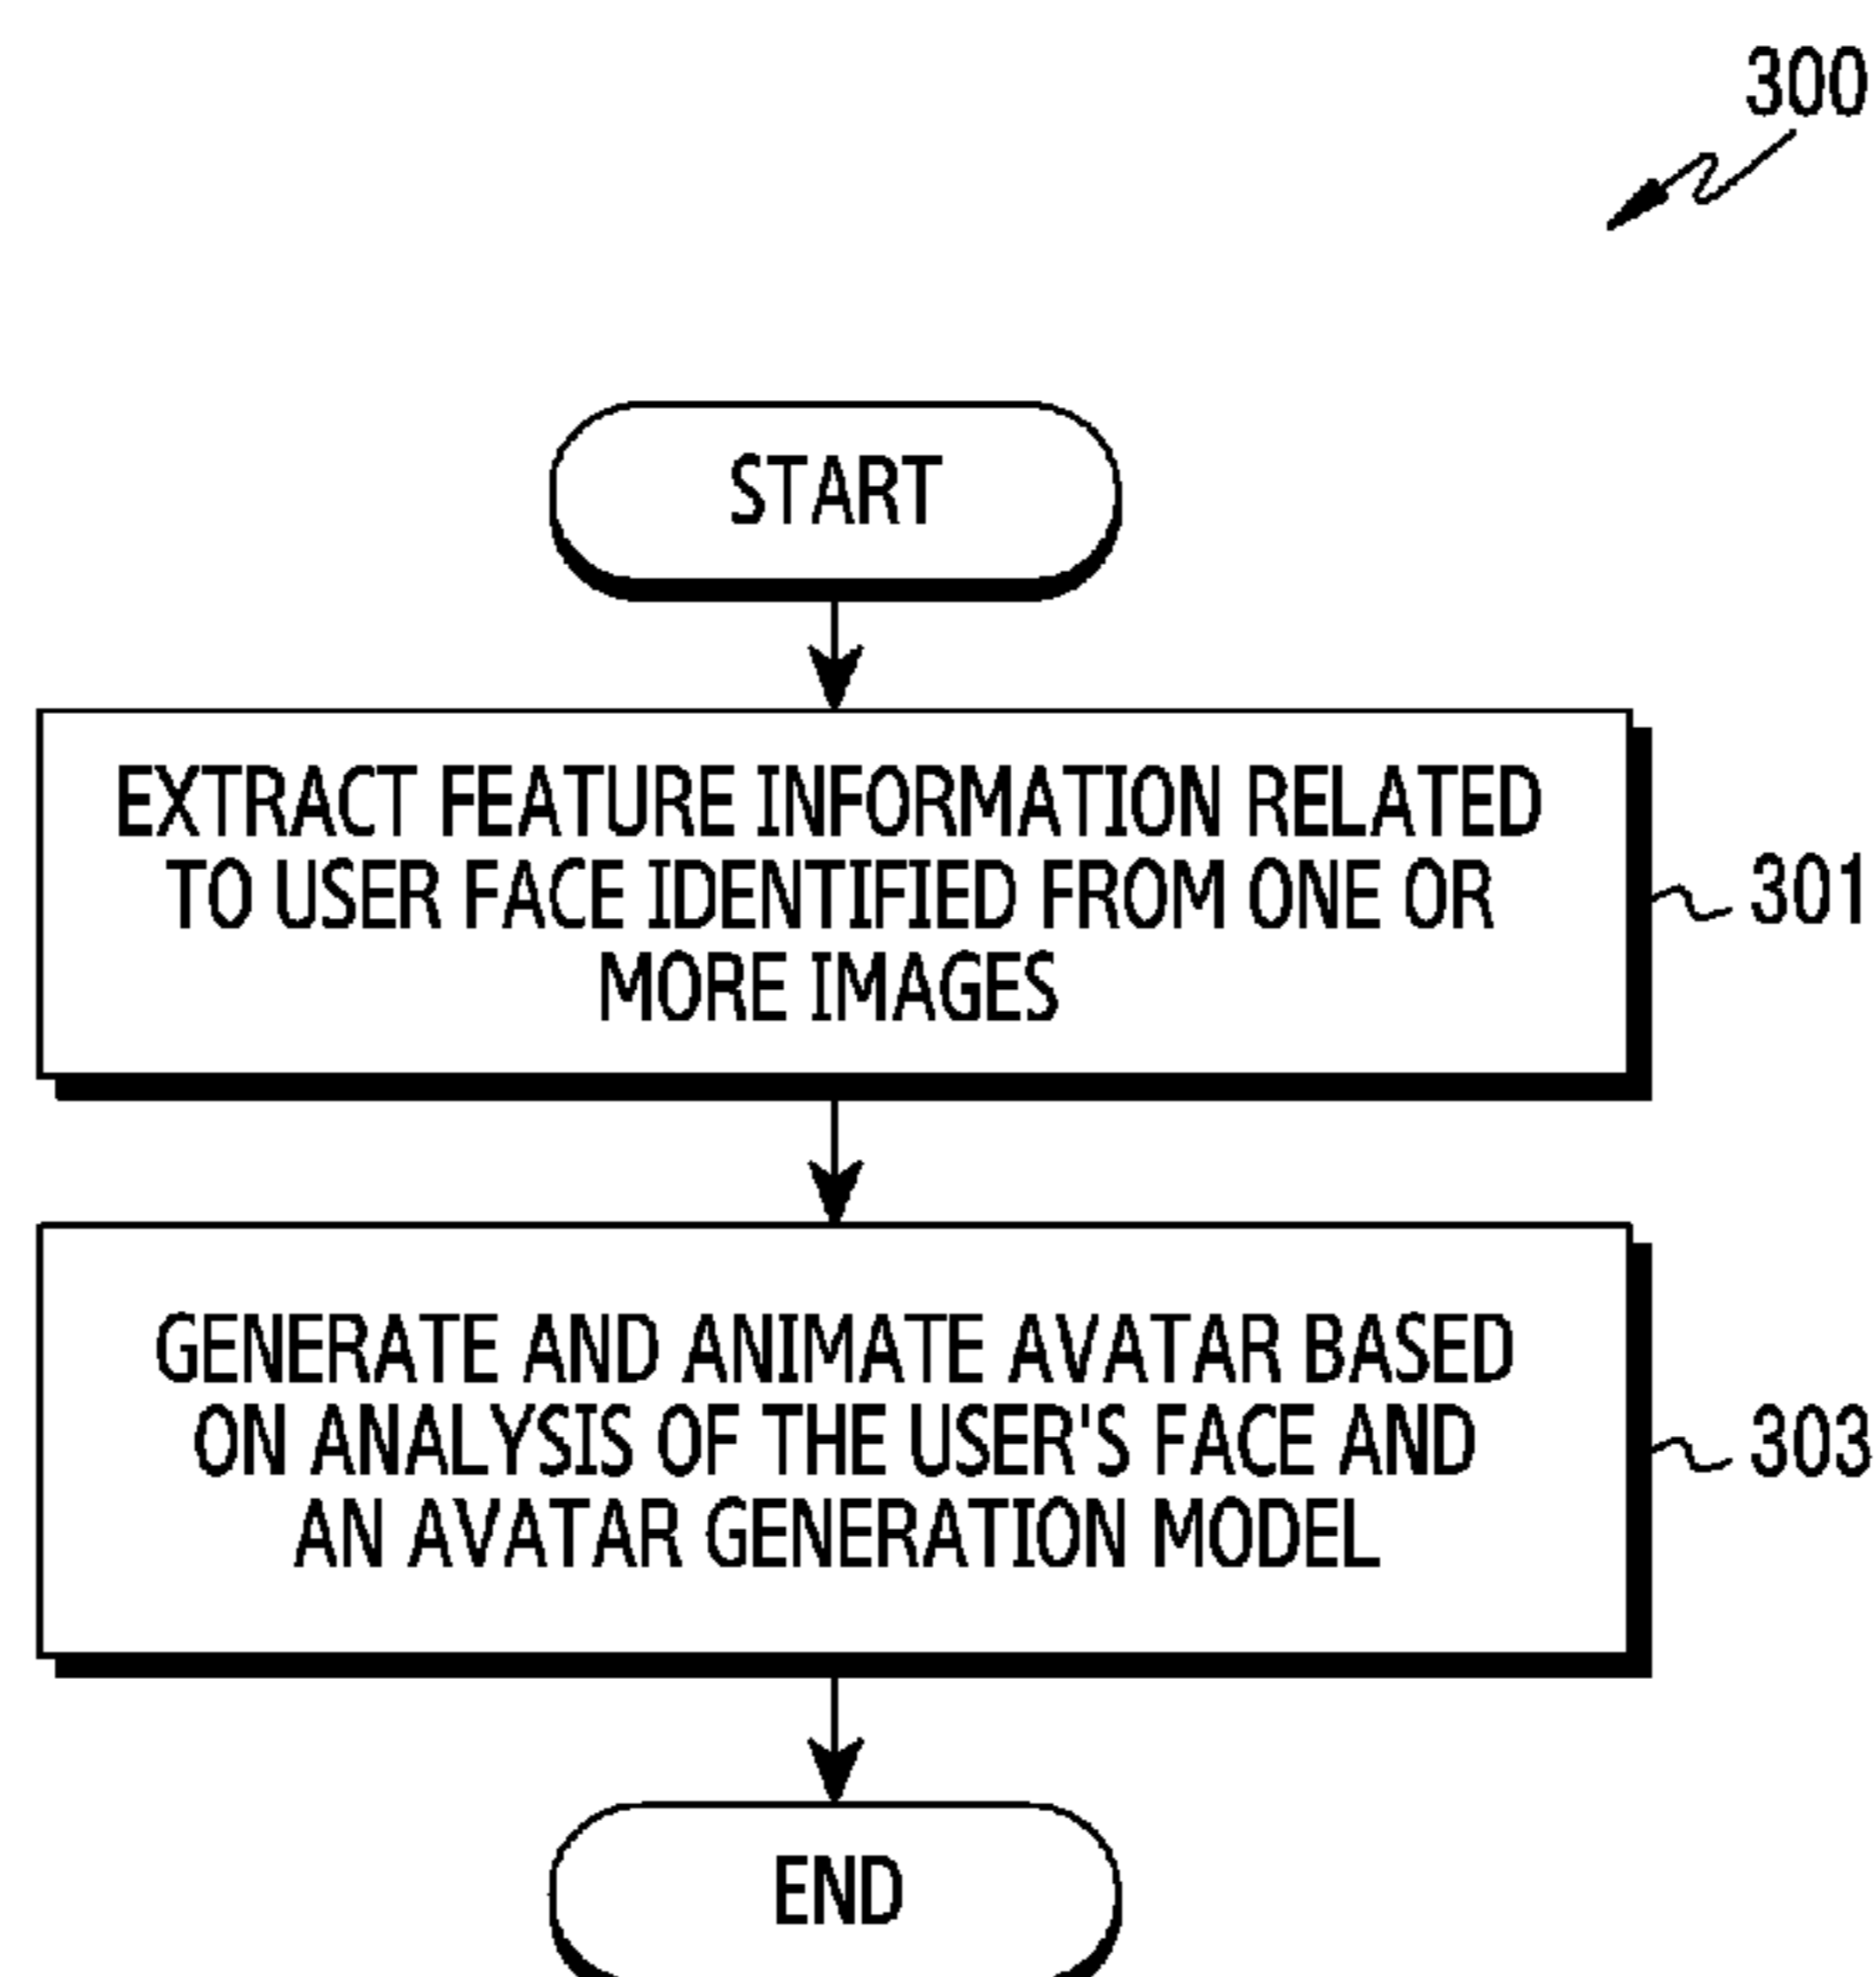 300
START
EXTRACT FEATURE INFORMATION RELATED
TO USER FACE IDENTIFIED FROM ONE OR
MORE IMAGES
301
GENERATE AND ANIMATE AVATAR BASED
ON ANALYSIS OF THE USER'S FACE AND
AN AVATAR GENERATION MODEL
303
END